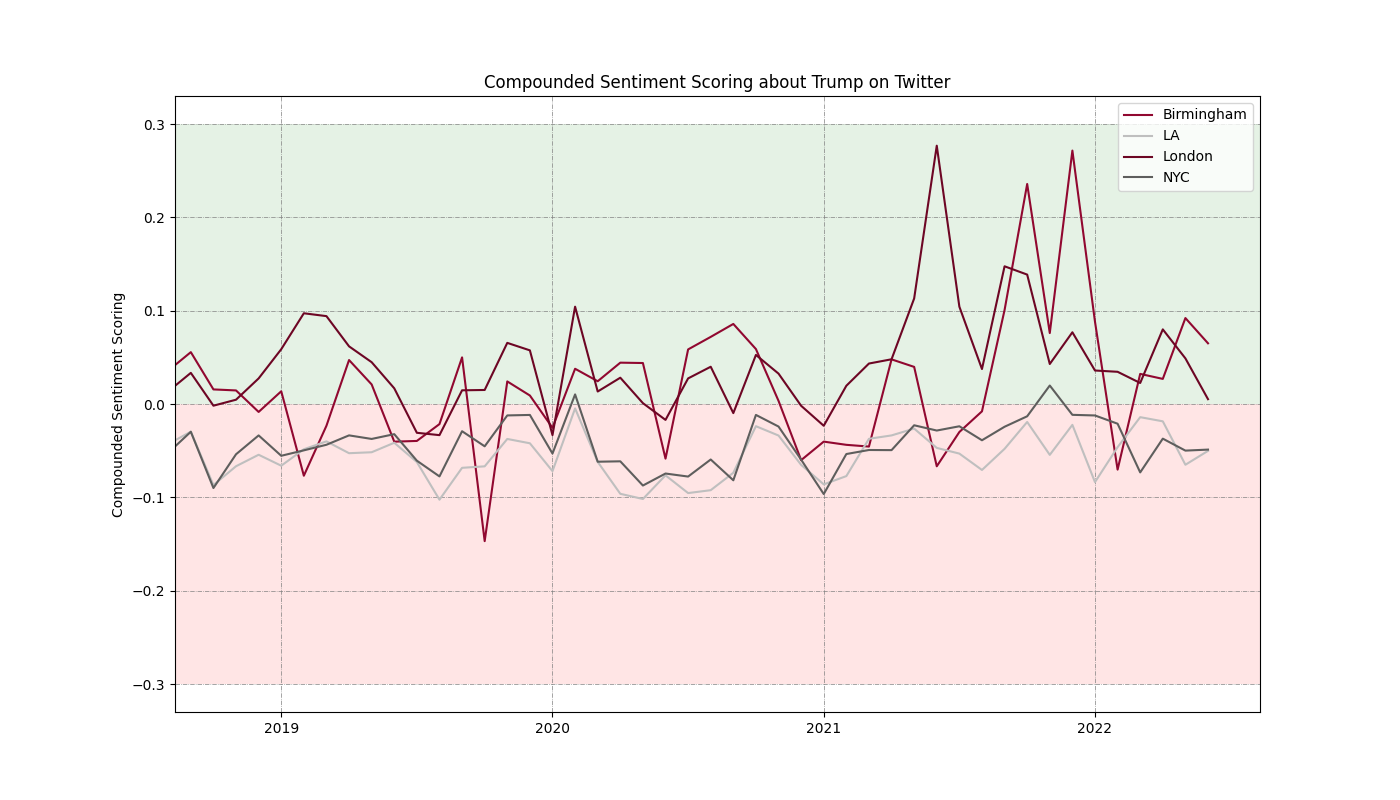 Compounded Sentiment Scoring about Trump on Twitter
Compounded Sentiment Scoring
0.3
0.2
0.1
0.0
−0.1
−0.2
−0.3
2019
2020
2021
2022
Birmingham
LA
London
NYC